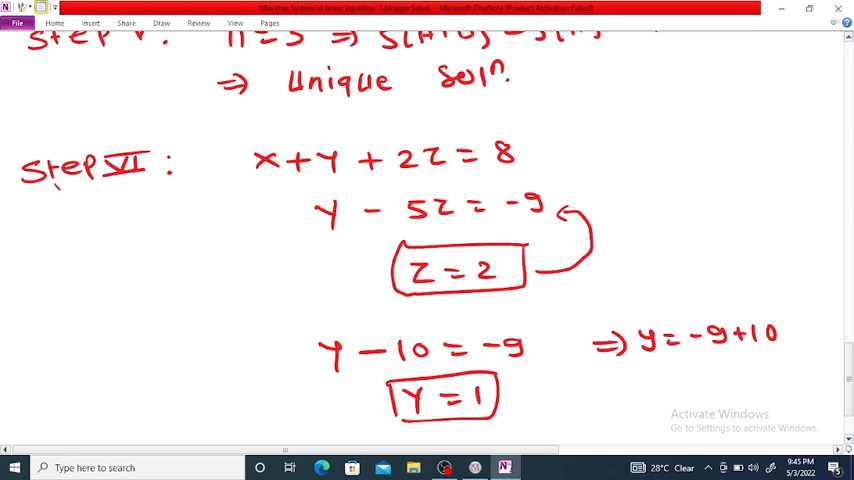 Marima: System of linear equation -1(Unique Soluti) - Microsoft OneNote (Product Activation Failed)
File Home Insert Share Draw Review View Pages
⇒ Unique Solⁿ.
Step VI : x + y + 2z = 8
y - 5z = -9
z = 2
y - 10 = -9 ⇒ y = -9+10
y = 1
Activate Windows
Go to Settings to activate Windows.
Type here to search
28°C Clear
9:45 PM
5/3/2022